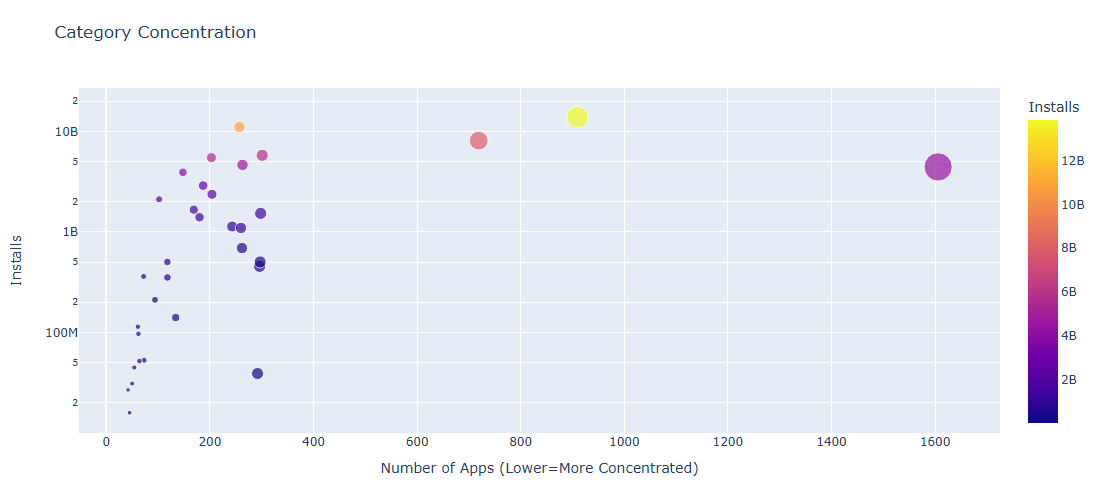 Category Concentration
Installs
2
10B
5
2
1B
5
2
100M
5
2
0
200
400
600
800
1000
1200
1400
1600
Number of Apps (Lower=More Concentrated)
Installs
12B
10B
8B
6B
4B
2B